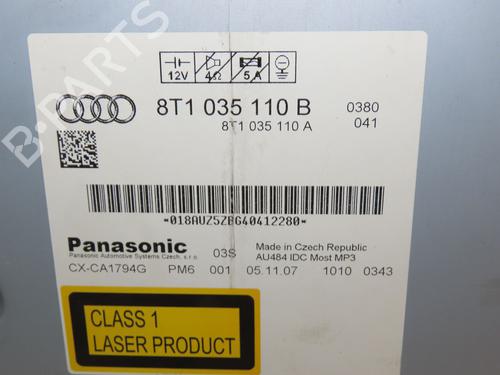 12V 4Ω 5A
8T1 035 110 B 0380
8T1 035 110 A 041
*018AUZ5ZBG40412280*
Panasonic 03S Made in Czech Republic
Panasonic Automotive Systems Czech, s.r.o. AU484 IDC Most MP3
CX-CA1794G PM6 001 05.11.07 1010 0343
CLASS 1
LASER PRODUCT
B-PARTS